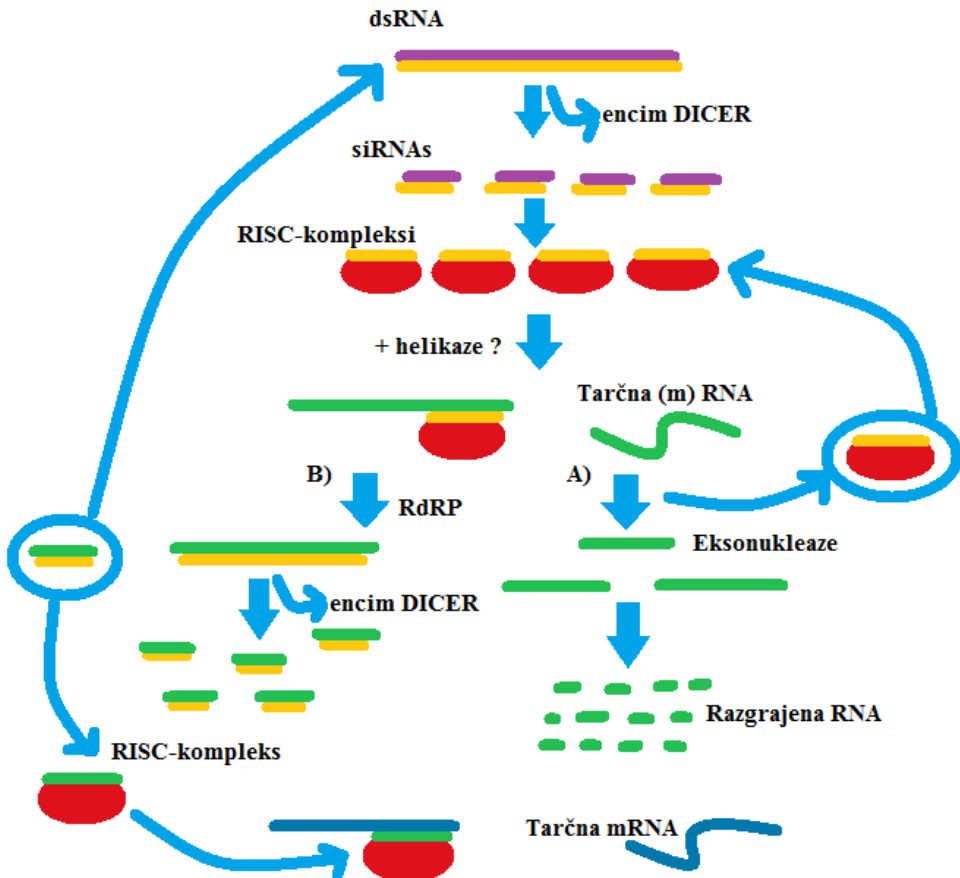 dsRNA
encim DICER
siRNAs
RISC-kompleksi
+ helikaze ?
Tarčna (m) RNA
B)
A)
RdRP
Eksonukleaze
encim DICER
Razgrajena RNA
RISC-kompleks
Tarčna mRNA